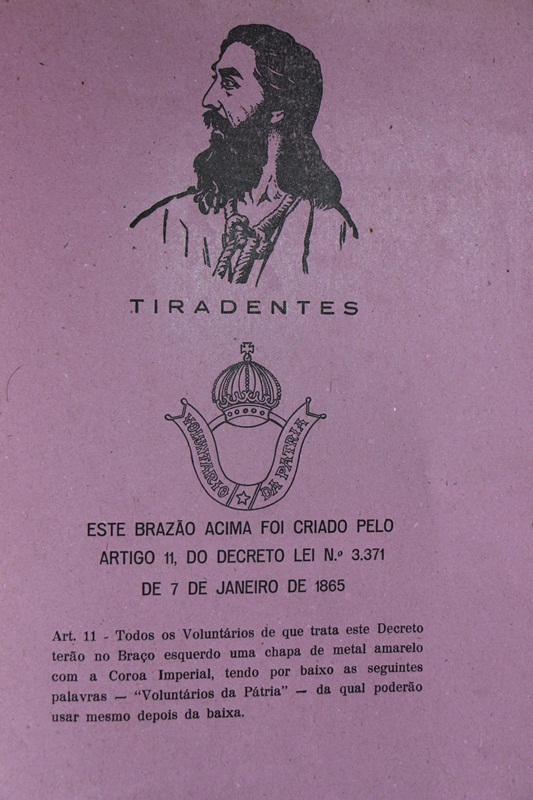 TIRADENTES
VOLUNTARIO DA PATRIA
ESTE BRAZÃO ACIMA FOI CRIADO PELO
ARTIGO 11, DO DECRETO LEI N.º 3.371
DE 7 DE JANEIRO DE 1865
Art. 11 - Todos os Voluntários de que trata este Decreto
terão no Braço esquerdo uma chapa de metal amarelo
com a Coroa Imperial, tendo por baixo as seguintes
palavras — "Voluntários da Pátria" — da qual poderão
usar mesmo depois da baixa.